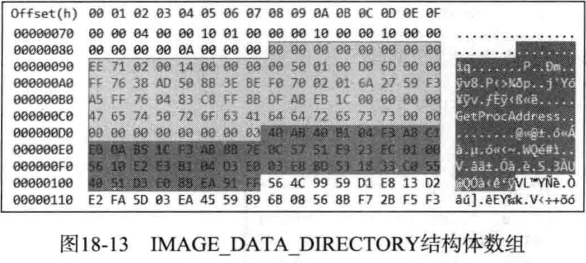 Offset(h) 00 01 02 03 04 05 06 07 08 09 0A 0B 0C 0D 0E 0F
00000070 00 00 04 00 00 10 01 00 00 00 10 00 00 10 00 00 ................
00000080 00 00 00 00 0A 00 00 00 00 00 00 00 00 00 00 00 ................
00000090 EE 71 02 00 14 00 00 00 00 50 01 00 D0 6D 00 00 îq.......P..Ðm..
000000A0 FF 76 38 AD 50 8B 3E BE F0 70 02 01 6A 27 59 F3 ÿv8.P‹>¾ðp..j'Yó
000000B0 A5 FF 76 04 83 C8 FF 8B DF AB EB 1C 00 00 00 00 ¥ÿv.ƒÈÿ‹ß«ë.....
000000C0 47 65 74 50 72 6F 63 41 64 64 72 65 73 73 00 00 GetProcAddress..
000000D0 00 00 00 00 00 00 00 03 40 AB 40 B1 04 F3 AB C1 ........@«@±.ó«Á
000000E0 E0 0A B5 1C F3 AB 8B 7E 0C 57 51 E9 23 EC 01 00 à.µ.ó«‹~.WQé#ì..
000000F0 56 10 E2 E3 B1 04 D3 E0 03 E8 8D 53 18 33 C0 55 V.âã±.Óà.è.S.3ÀU
00000100 40 51 D3 E0 8B EA 91 FF 56 4C 99 59 D1 E8 13 D2 @QÓà‹ê‘ÿVL™YÑè.Ò
00000110 E2 FA 5D 03 EA 45 59 89 6B 08 56 8B F7 2B F5 F3 âú].êEY‰k.V‹÷+õó
图18-13 IMAGE_DATA_DIRECTORY结构体数组